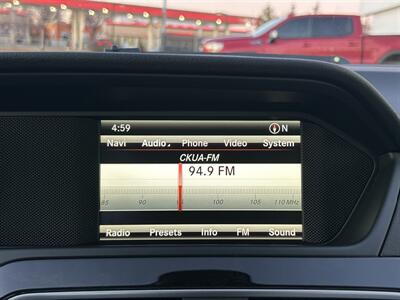 4:59 N
Navi Audio Phone Video System
CKUA-FM
94.9 FM
85 90 100 105 110 MHz
Radio Presets Info FM Sound